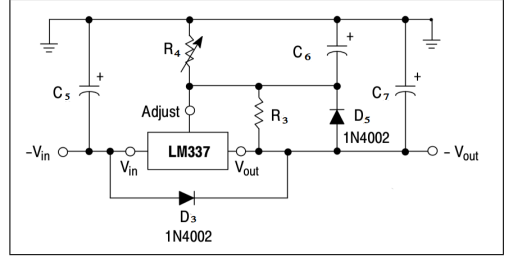 R4
C6
+
+
C5
+
C7
Adjust
R3
D5
1N4002
–Vin
Vin
LM337
Vout
– Vout
D3
1N4002